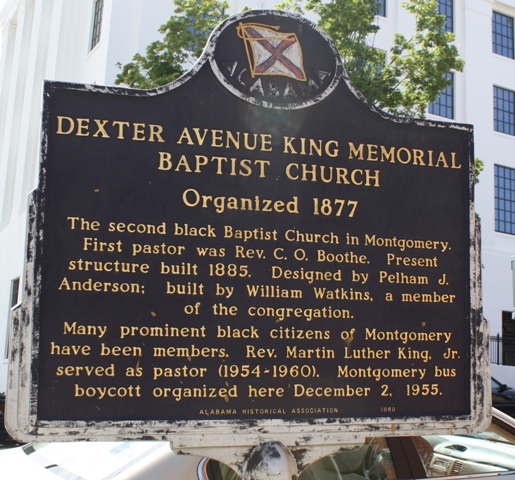 ALABAMA
DEXTER AVENUE KING MEMORIAL
BAPTIST CHURCH
Organized 1877
The second black Baptist Church in Montgomery.
First pastor was Rev. C. O. Boothe. Present
structure built 1885. Designed by Pelham J.
Anderson; built by William Watkins, a member
of the congregation.
Many prominent black citizens of Montgomery
have been members. Rev. Martin Luther King, Jr.
served as pastor (1954-1960). Montgomery bus
boycott organized here December 2, 1955.
ALABAMA HISTORICAL ASSOCIATION 1980